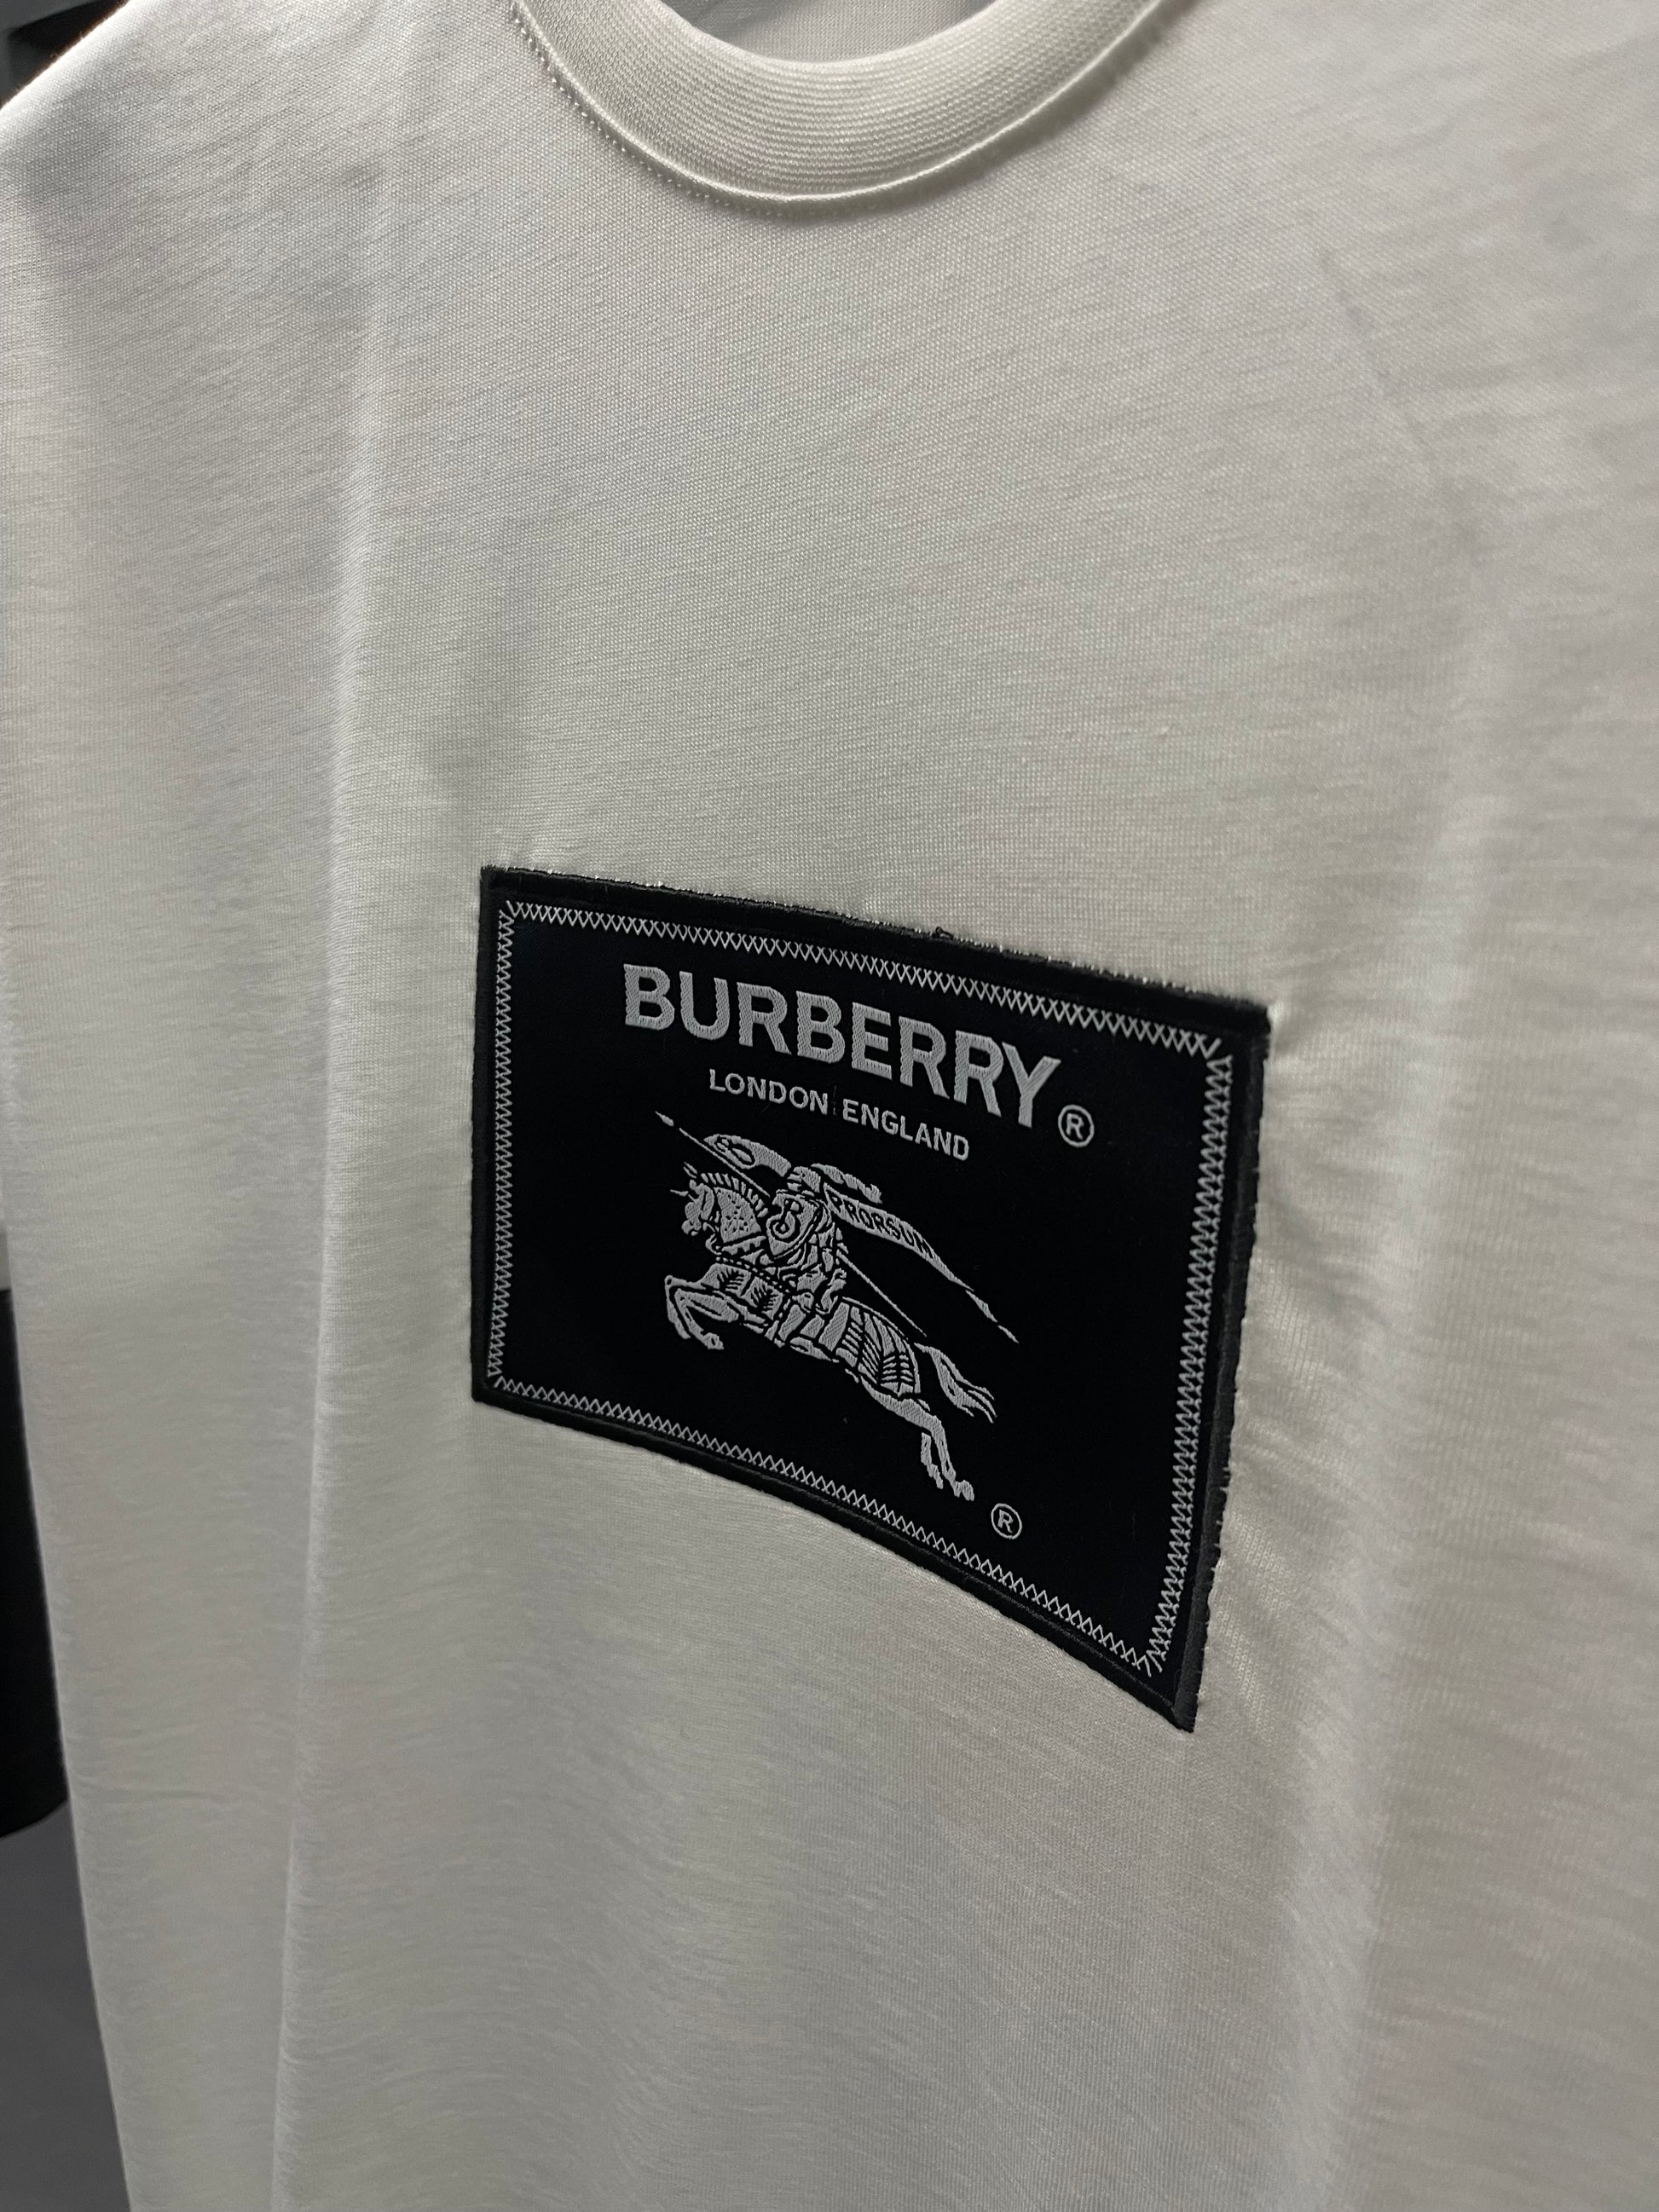 BURBERRY®
LONDON ENGLAND
B
PRORSUM
®